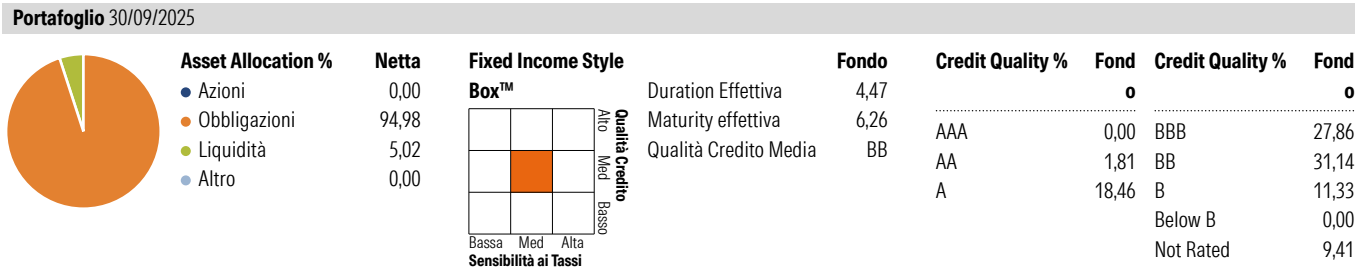 Portafoglio 30/09/2025
Asset Allocation % Netta
Azioni 0,00
Obbligazioni 94,98
Liquidità 5,02
Altro 0,00
Fixed Income Style
Box™
Alto Med Basso
Qualità Credito
Bassa Med Alta
Sensibilità ai Tassi
Fondo
Duration Effettiva 4,47
Maturity effettiva 6,26
Qualità Credito Media BB
Credit Quality % Fond
o
AAA 0,00
AA 1,81
A 18,46
Credit Quality % Fond
o
BBB 27,86
BB 31,14
B 11,33
Below B 0,00
Not Rated 9,41